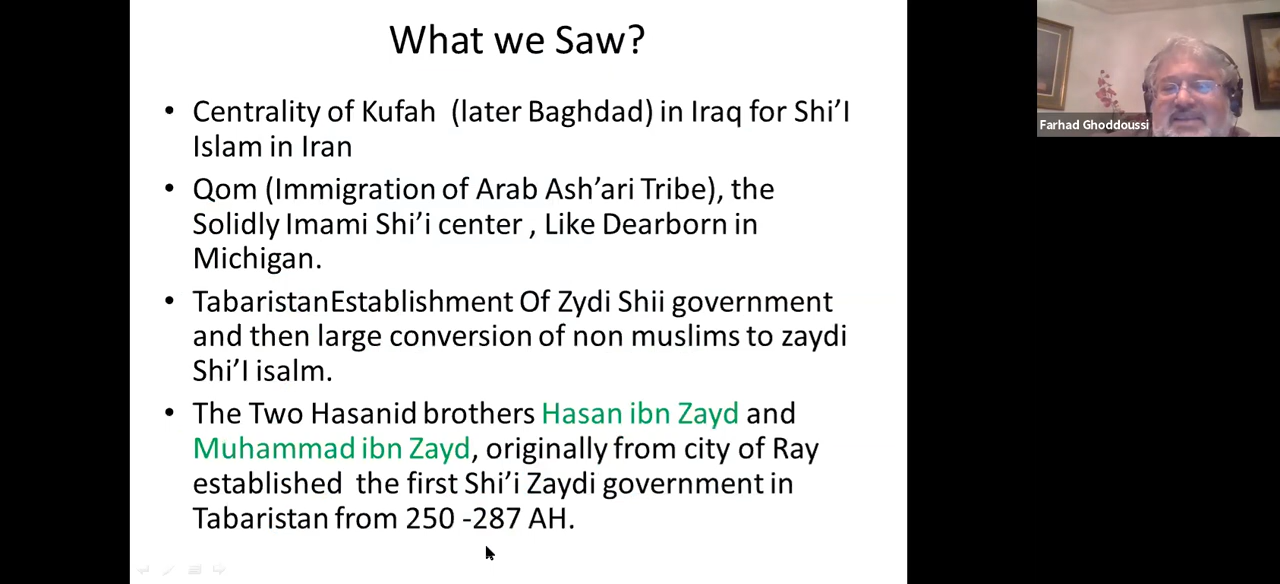 What we Saw?
• Centrality of Kufah (later Baghdad) in Iraq for Shi’I
Islam in Iran
• Qom (Immigration of Arab Ash’ari Tribe), the
Solidly Imami Shi’i center , Like Dearborn in
Michigan.
• TabaristanEstablishment Of Zydi Shii government
and then large conversion of non muslims to zaydi
Shi’I isalm.
• The Two Hasanid brothers Hasan ibn Zayd and
Muhammad ibn Zayd, originally from city of Ray
established the first Shi’i Zaydi government in
Tabaristan from 250 -287 AH.
Farhad Ghoddoussi